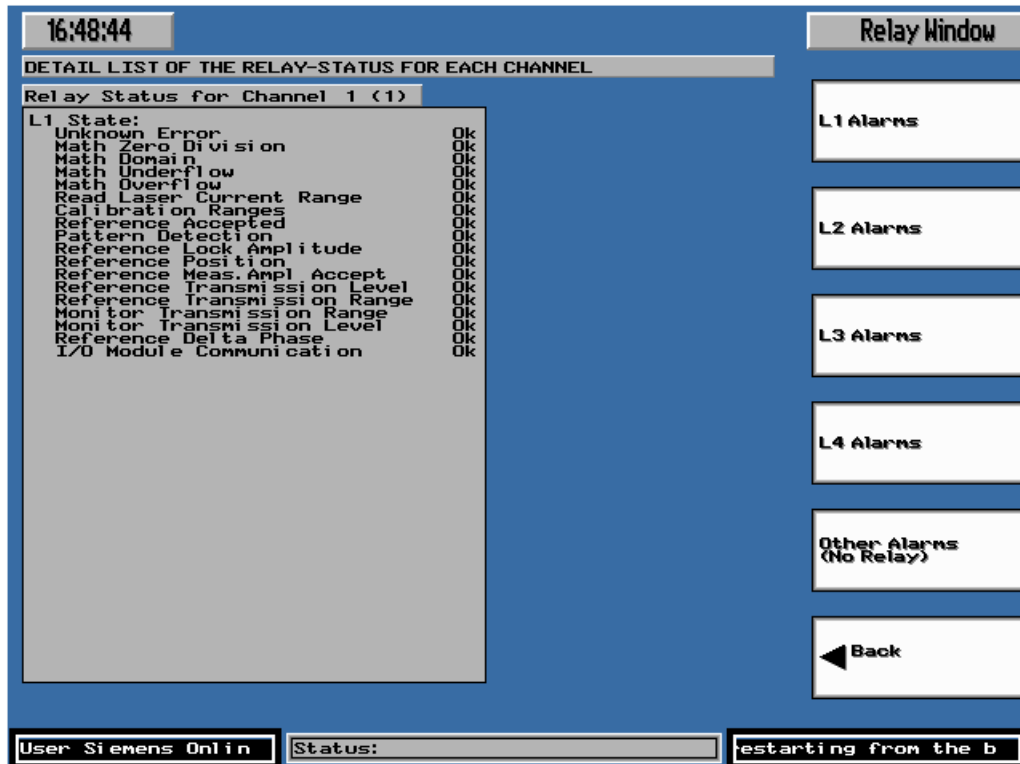 16:48:44
Relay Window
DETAIL LIST OF THE RELAY-STATUS FOR EACH CHANNEL
Relay Status for Channel 1 (1)
L1 State:
Unknown Error Ok
Math Zero Division Ok
Math Domain Ok
Math Underflow Ok
Math Overflow Ok
Read Laser Current Range Ok
Calibration Ranges Ok
Reference Accepted Ok
Pattern Detection Ok
Reference Lock Amplitude Ok
Reference Position Ok
Reference Meas.Ampl Accept Ok
Reference Transmission Level Ok
Reference Transmission Range Ok
Monitor Transmission Range Ok
Monitor Transmission Level Ok
Reference Delta Phase Ok
I/O Module Communication Ok
L1 Alarms
L2 Alarms
L3 Alarms
L4 Alarms
Other Alarms
(No Relay)
Back
User Siemens Onlin
Status:
estarting from the b